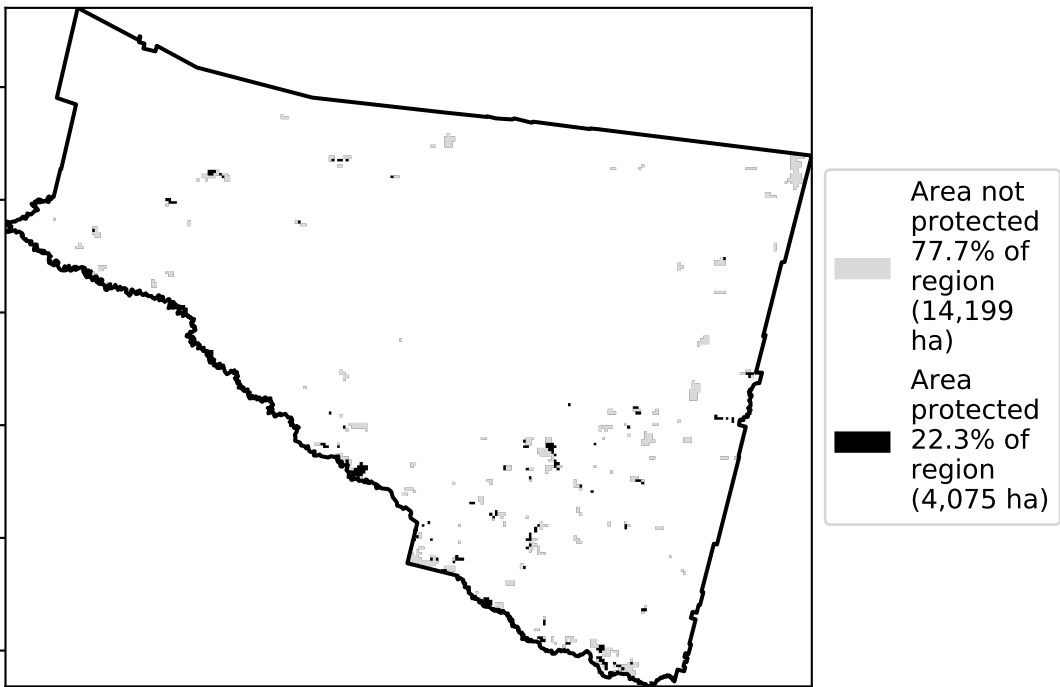 Area not
protected
77.7% of
region
(14,199
ha)
Area
protected
22.3% of
region
(4,075 ha)